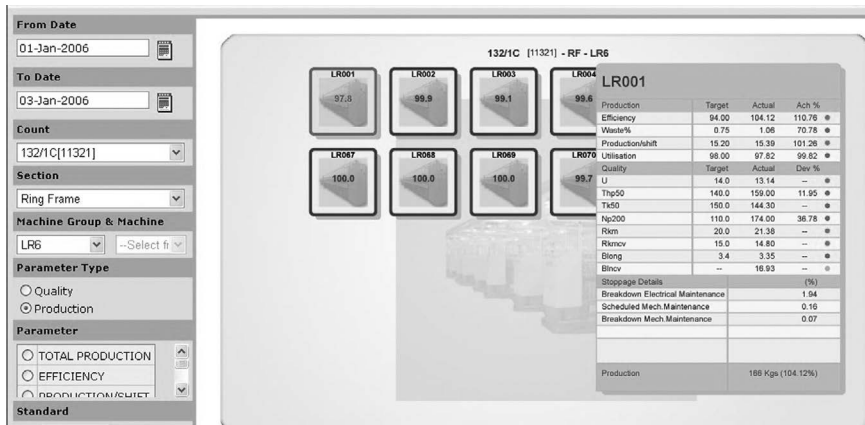 From Date
01-Jan-2006
To Date
03-Jan-2006
Count
132/1C[11321]
Section
Ring Frame
Machine Group & Machine
LR6 --Select fr
Parameter Type
Quality
Production
Parameter
TOTAL PRODUCTION
EFFICIENCY
PRODUCTION/SHIFT
Standard
132/1C [11321] - RF - LR6
LR001 LR002 LR003 LR004
97.8 99.9 99.1 99.6
LR067 LR068 LR069 LR070
100.0 100.0 100.0 99.7
LR001
Production Target Actual Ach %
Efficiency 94.00 104.12 110.76
Waste% 0.75 1.06 70.78
Production/shift 15.20 15.39 101.26
Utilisation 98.00 97.82 99.82
Quality Target Actual Dev %
U 14.0 13.14 --
Thp50 140.0 159.00 11.95
Tk50 150.0 144.30 --
Np200 110.0 174.00 36.78
Rkm 20.0 21.38 --
Rkmcv 15.0 14.80 --
Blong 3.4 3.35 --
Blncv -- 16.93 --
Stoppage Details (%)
Breakdown Electrical Maintenance 1.94
Scheduled Mech.Maintenance 0.16
Breakdown Mech.Maintenance 0.07
Production 166 Kgs (104.12%)